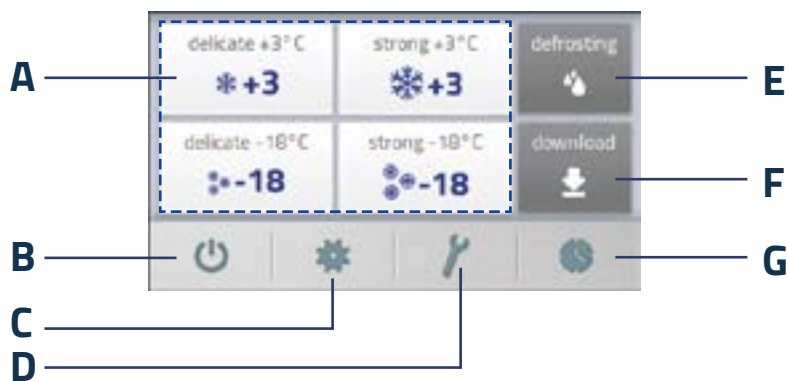 delicate +3°C strong +3°C defrosting
A +3 +3 E
delicate -18°C strong -18°C download
-18 -18 F
B G
C
D